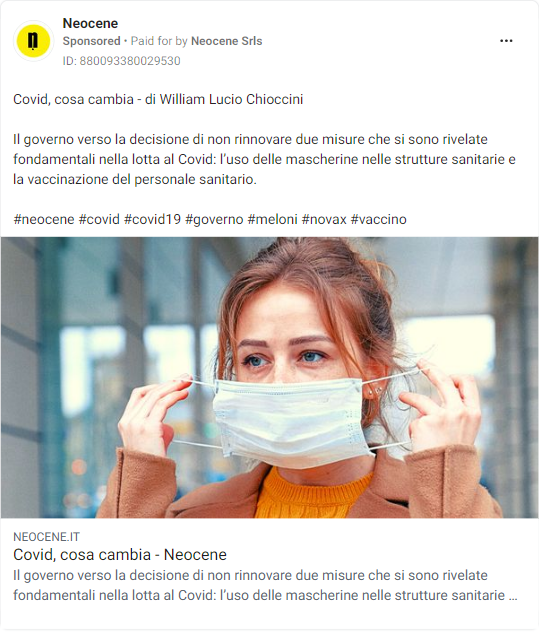 Neocene
Sponsored • Paid for by Neocene Srls
ID: 880093380029530
Covid, cosa cambia - di William Lucio Chioccini
Il governo verso la decisione di non rinnovare due misure che si sono rivelate
fondamentali nella lotta al Covid: l’uso delle mascherine nelle strutture sanitarie e
la vaccinazione del personale sanitario.
#neocene #covid #covid19 #governo #meloni #novax #vaccino
NEOCENE.IT
Covid, cosa cambia - Neocene
Il governo verso la decisione di non rinnovare due misure che si sono rivelate
fondamentali nella lotta al Covid: l’uso delle mascherine nelle strutture sanitarie ...